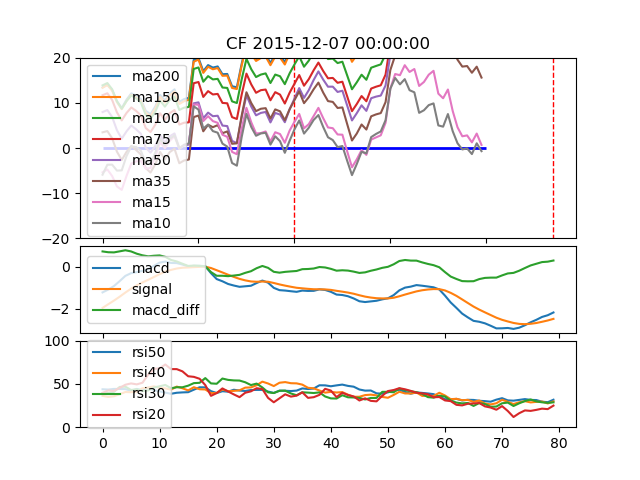 CF 2015-12-07 00:00:00
20
10
0
−10
−20
ma200
ma150
ma100
ma75
ma50
ma35
ma15
ma10
0
−2
macd
signal
macd_diff
100
50
0
rsi50
rsi40
rsi30
rsi20
0 10 20 30 40 50 60 70 80